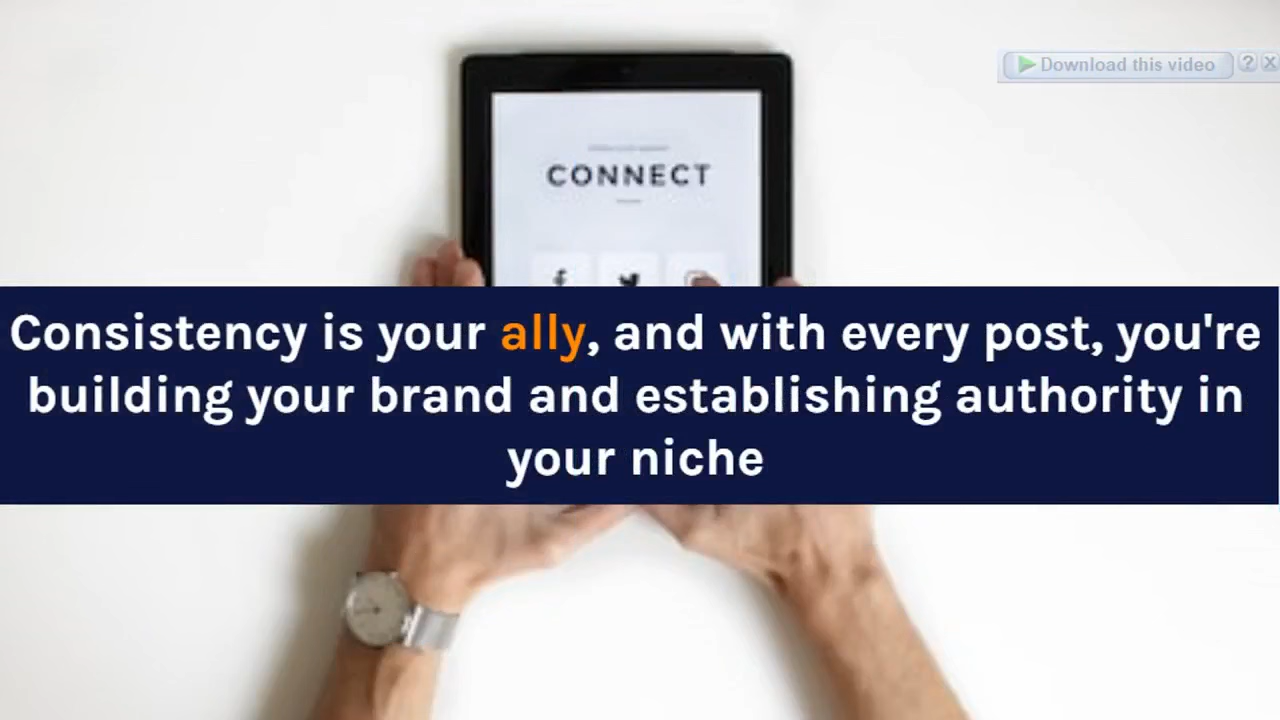 Download this video ? X
CONNECT
Consistency is your ally, and with every post, you're
building your brand and establishing authority in
your niche